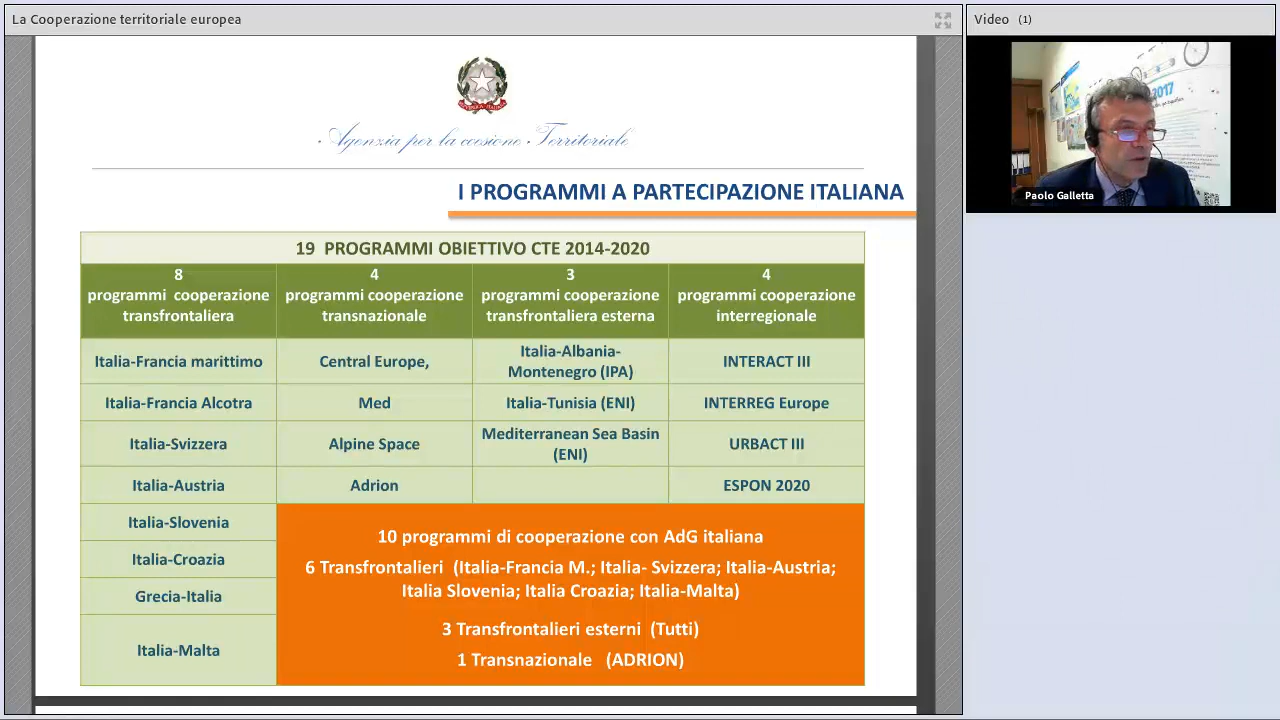 La Cooperazione territoriale europea
Video (1)
Agenzia per la coesione Territoriale
2017
Paolo Galletta
I PROGRAMMI A PARTECIPAZIONE ITALIANA
19 PROGRAMMI OBIETTIVO CTE 2014-2020
8
programmi cooperazione
transfrontaliera
4
programmi cooperazione
transnazionale
3
programmi cooperazione
transfrontaliera esterna
4
programmi cooperazione
interregionale
Italia-Francia marittimo
Central Europe,
Italia-Albania-
Montenegro (IPA)
INTERACT III
Italia-Francia Alcotra
Med
Italia-Tunisia (ENI)
INTERREG Europe
Italia-Svizzera
Alpine Space
Mediterranean Sea Basin
(ENI)
URBACT III
Italia-Austria
Adrion
ESPON 2020
Italia-Slovenia
Italia-Croazia
Grecia-Italia
Italia-Malta
10 programmi di cooperazione con AdG italiana
6 Transfrontalieri (Italia-Francia M.; Italia- Svizzera; Italia-Austria;
Italia Slovenia; Italia Croazia; Italia-Malta)
3 Transfrontalieri esterni (Tutti)
1 Transnazionale (ADRION)